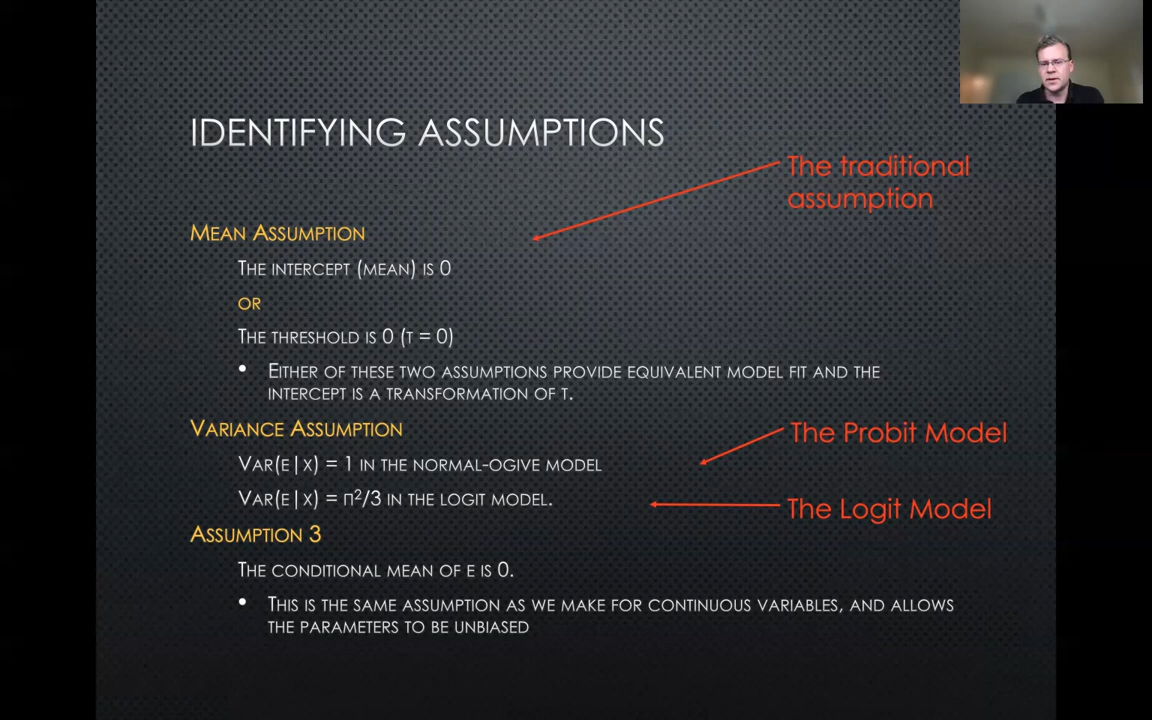 IDENTIFYING ASSUMPTIONS
The traditional
assumption
MEAN ASSUMPTION
THE INTERCEPT (MEAN) IS 0
OR
THE THRESHOLD IS 0 (τ = 0)
• EITHER OF THESE TWO ASSUMPTIONS PROVIDE EQUIVALENT MODEL FIT AND THE
INTERCEPT IS A TRANSFORMATION OF τ.
VARIANCE ASSUMPTION
The Probit Model
VAR(E|X) = 1 IN THE NORMAL-OGIVE MODEL
VAR(E|X) = π²/3 IN THE LOGIT MODEL.
The Logit Model
ASSUMPTION 3
THE CONDITIONAL MEAN OF E IS 0.
• THIS IS THE SAME ASSUMPTION AS WE MAKE FOR CONTINUOUS VARIABLES, AND ALLOWS
THE PARAMETERS TO BE UNBIASED